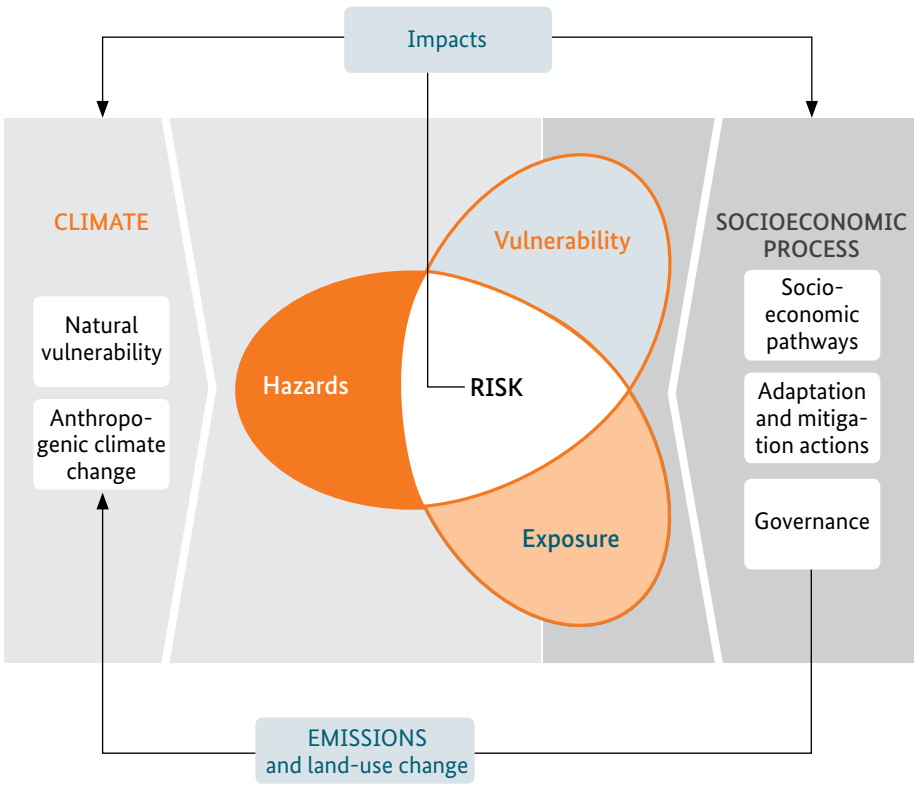 Impacts
CLIMATE
Natural
vulnerability
Anthropo-
genic climate
change
Hazards
Vulnerability
RISK
Exposure
SOCIOECONOMIC
PROCESS
Socio-
economic
pathways
Adaptation
and mitiga-
tion actions
Governance
EMISSIONS
and land-use change